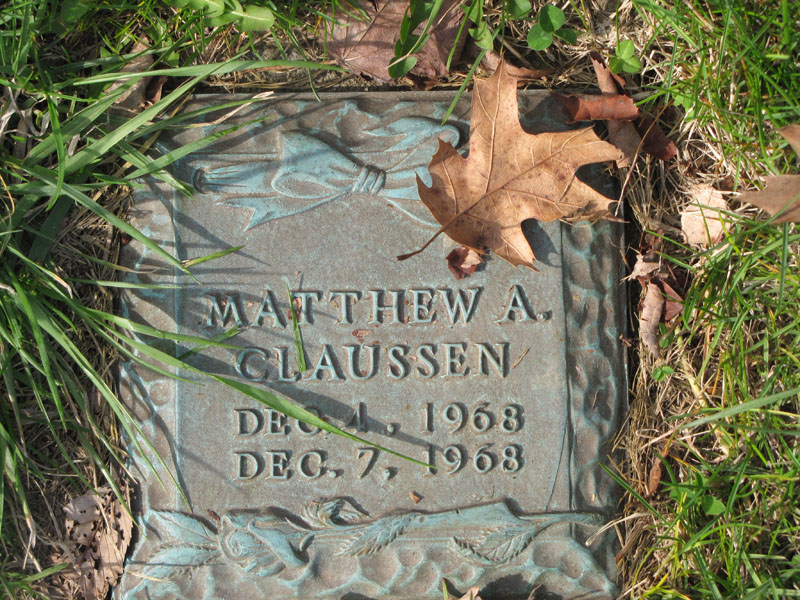 MATTHEW A.
CLAUSSEN
DEC. 4, 1968
DEC. 7, 1968